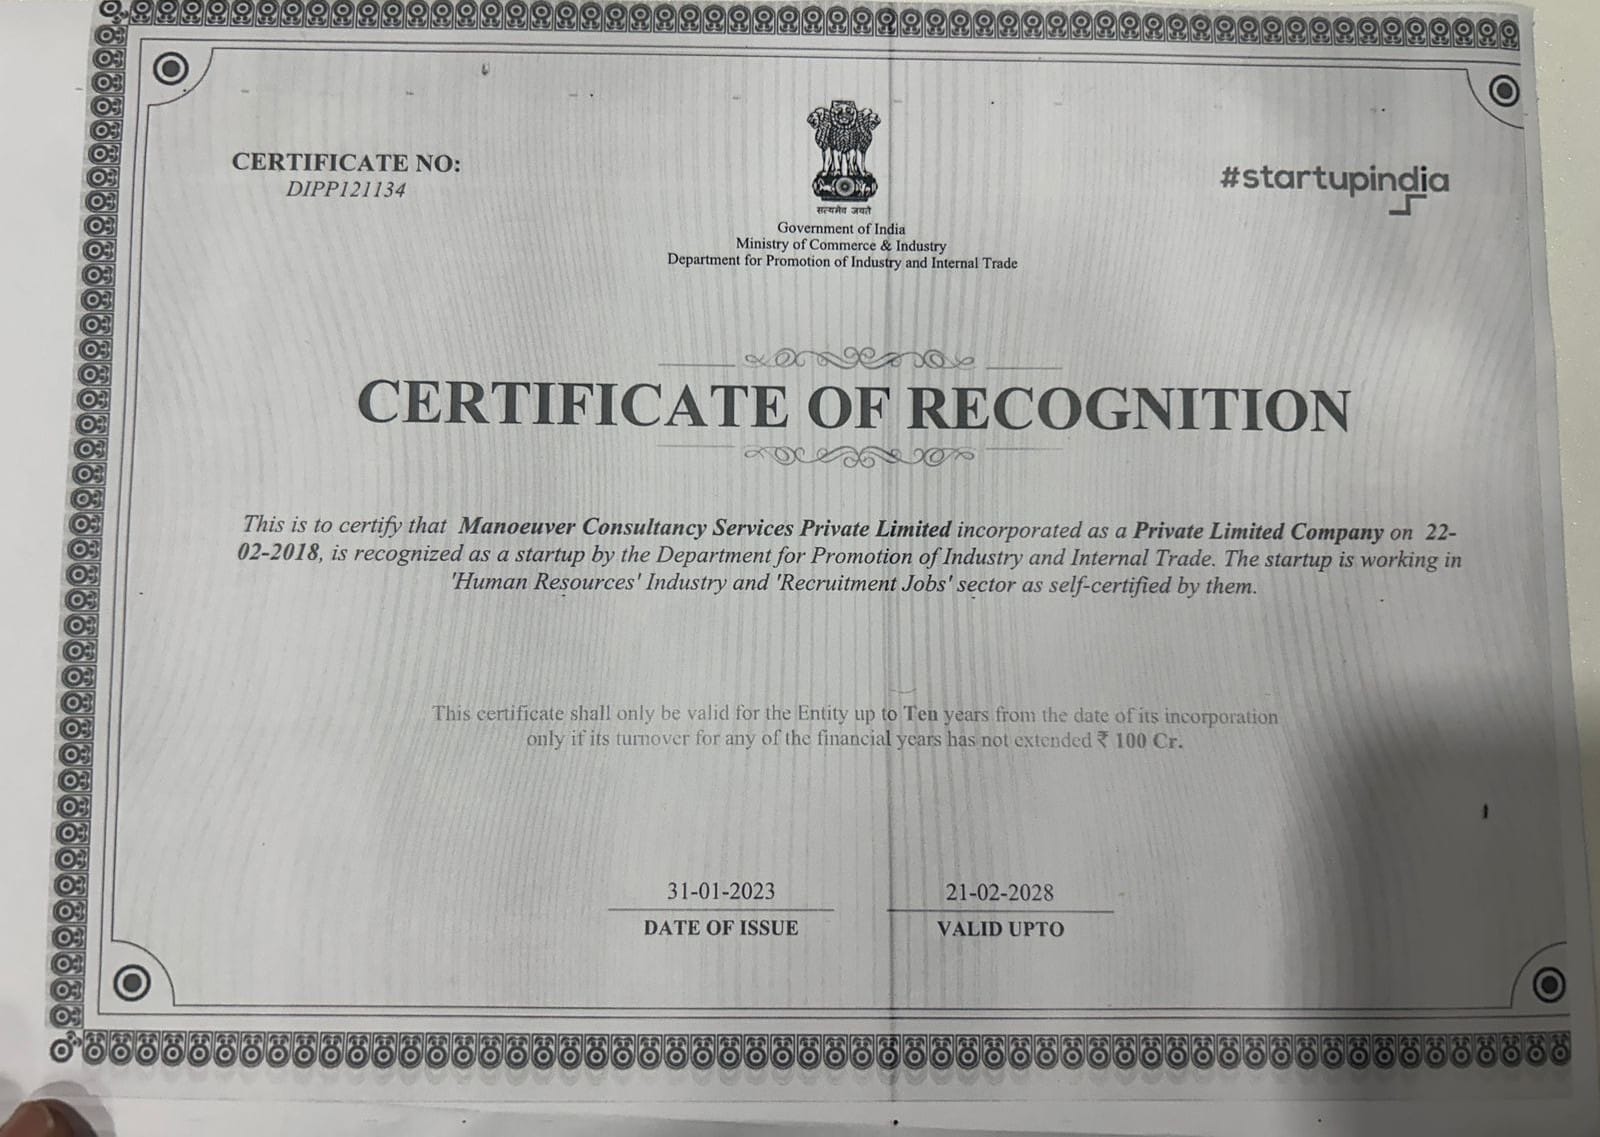 CERTIFICATE NO:
DIPP121134
सत्यमेव जयते
#startupindia
Government of India
Ministry of Commerce & Industry
Department for Promotion of Industry and Internal Trade
CERTIFICATE OF RECOGNITION
This is to certify that Manoeuver Consultancy Services Private Limited incorporated as a Private Limited Company on 22-
02-2018, is recognized as a startup by the Department for Promotion of Industry and Internal Trade. The startup is working in
'Human Resources' Industry and 'Recruitment Jobs' sector as self-certified by them.
This certificate shall only be valid for the Entity up to Ten years from the date of its incorporation
only if its turnover for any of the financial years has not extended ₹ 100 Cr.
31-01-2023
DATE OF ISSUE
21-02-2028
VALID UPTO